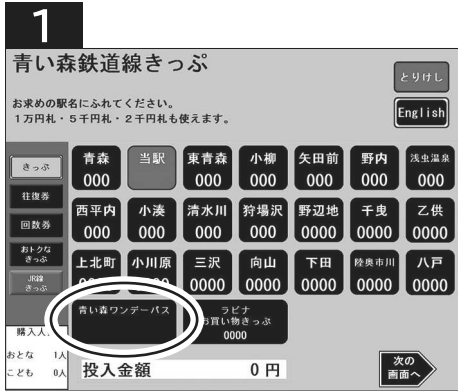 1
青い森鉄道線きっぷ
とりけし
お求めの駅名にふれてください。
1万円札・5千円札・2千円札も使えます。
English
きっぷ
往復券
回数券
おトクな
きっぷ
JR線
きっぷ
青森 当駅 東青森 小柳 矢田前 野内 浅虫温泉
000 000 000 000 000 000
西平内 小湊 清水川 狩場沢 野辺地 千曳 乙供
000 000 000 000 0000 0000 0000
上北町 小川原 三沢 向山 下田 陸奥市川 八戸
0000 0000 0000 0000 0000
青い森ワンデーパス
ラビナ
お買い物きっぷ
0000
購入人
おとな 1人
こども 0人
投入金額 0円
次の
画面へ